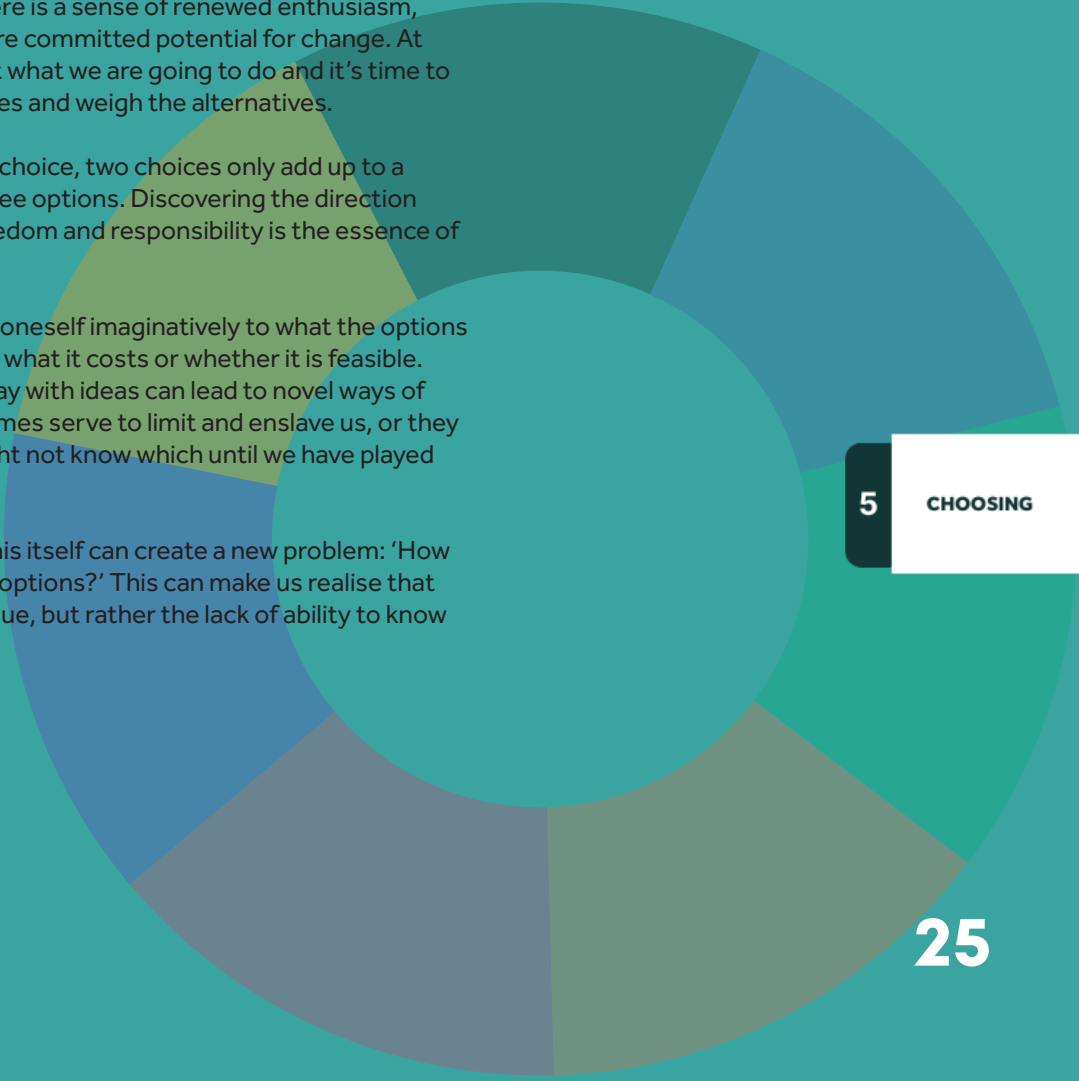 ere is a sense of renewed enthusiasm,
re committed potential for change. At
what we are going to do and it’s time to
es and weigh the alternatives.
choice, two choices only add up to a
ee options. Discovering the direction
edom and responsibility is the essence of
oneself imaginatively to what the options
what it costs or whether it is feasible.
ay with ideas can lead to novel ways of
mes serve to limit and enslave us, or they
ht not know which until we have played
is itself can create a new problem: ‘How
options?’ This can make us realise that
ue, but rather the lack of ability to know
5 CHOOSING
25